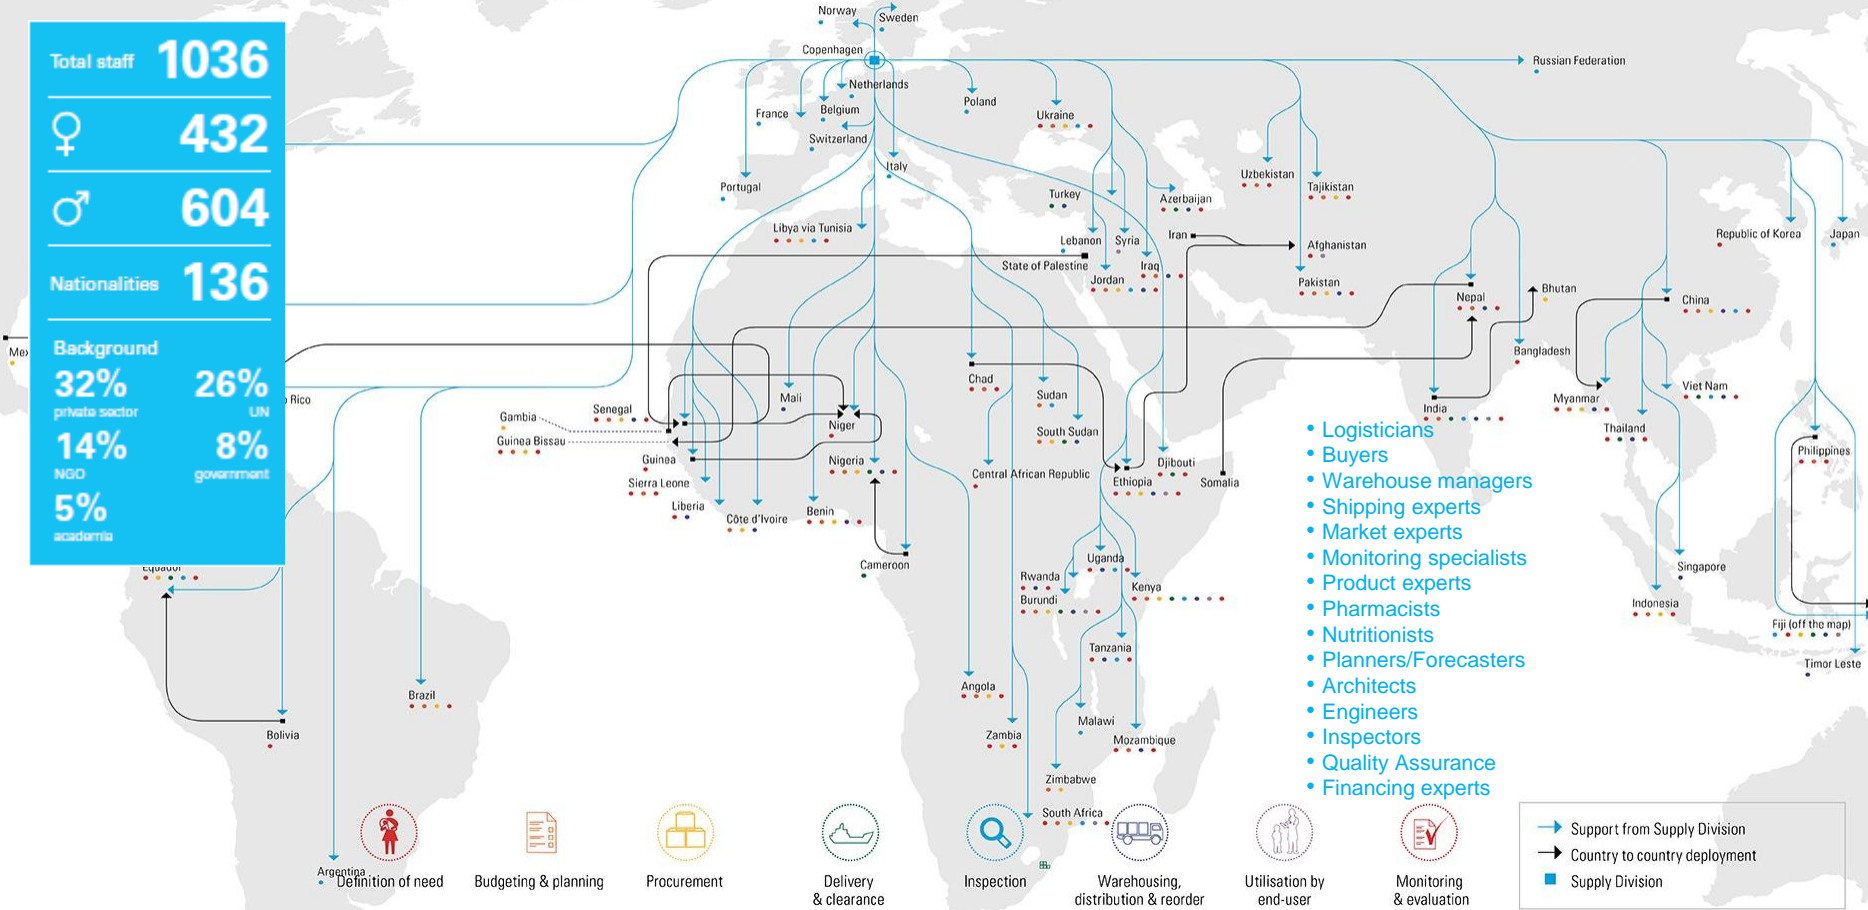 Total staff 1036
432
604
Nationalities 136
Background
32% 26%
private sector UN
14% 8%
NGO government
5%
academia
Norway
Sweden
Copenhagen
Netherlands
Belgium
France
Switzerland
Italy
Portugal
Poland
Ukraine
Russian Federation
Libya via Tunisia
Turkey
Azerbaijan
Uzbekistan
Tajikistan
Lebanon
Syria
Iran
Afghanistan
State of Palestine
Jordan
Iraq
Pakistan
Republic of Korea
Japan
Nepal
Bhutan
China
Bangladesh
India
Myanmar
Viet Nam
Thailand
Philippines
Mex
o Rico
Gambia
Guinea Bissau
Senegal
Guinea
Sierra Leone
Liberia
Côte d'Ivoire
Mali
Benin
Niger
Nigeria
Cameroon
Chad
Sudan
South Sudan
Central African Republic
Ethiopia
Djibouti
Somalia
Uganda
Rwanda
Burundi
Kenya
Tanzania
Angola
Zambia
Malawi
Mozambique
Zimbabwe
South Africa
Singapore
Indonesia
Fiji (off the map)
Timor Leste
Equador
Bolivia
Brazil
Argentina
• Logisticians
• Buyers
• Warehouse managers
• Shipping experts
• Market experts
• Monitoring specialists
• Product experts
• Pharmacists
• Nutritionists
• Planners/Forecasters
• Architects
• Engineers
• Inspectors
• Quality Assurance
• Financing experts
Definition of need
Budgeting & planning
Procurement
Delivery
& clearance
Inspection
Warehousing,
distribution & reorder
Utilisation by
end-user
Monitoring
& evaluation
Support from Supply Division
Country to country deployment
Supply Division